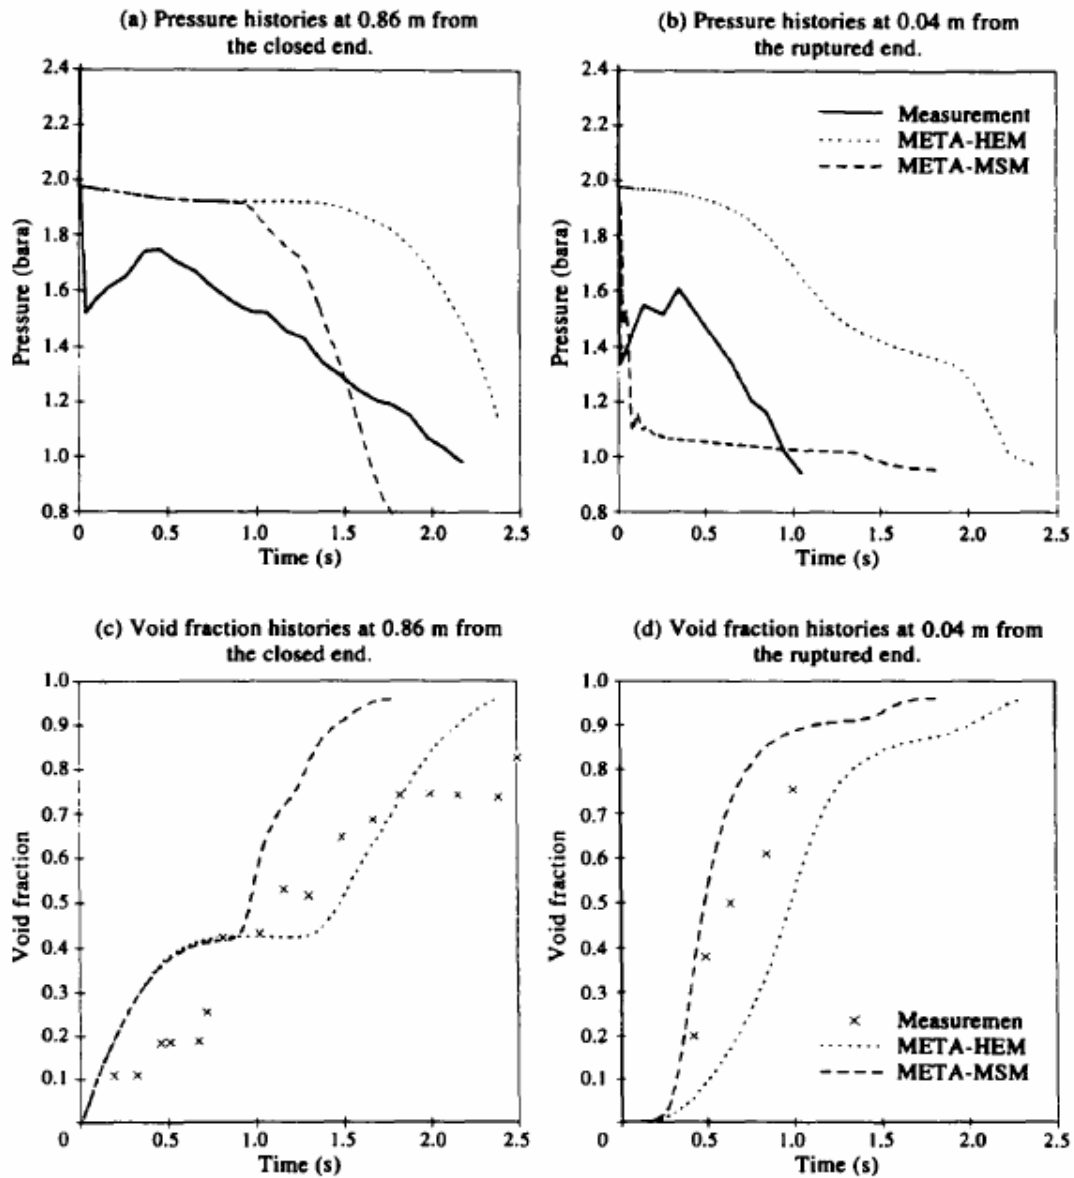 (a) Pressure histories at 0.86 m from
the closed end.
2.4
2.2
2.0
1.8
1.6
1.4
1.2
1.0
0.8
Pressure (bara)
0
0.5
1.0
1.5
2.0
2.5
Time (s)
(b) Pressure histories at 0.04 m from
the ruptured end.
Measurement
META-HEM
META-MSM
2.4
2.2
2.0
1.8
1.6
1.4
1.2
1.0
0.8
Pressure (bara)
0
0.5
1.0
1.5
2.0
2.5
Time (s)
(c) Void fraction histories at 0.86 m from
the closed end.
1.0
0.9
0.8
0.7
0.6
0.5
0.4
0.3
0.2
0.1
Void fraction
0
0.5
1.0
1.5
2.0
2.5
Time (s)
(d) Void fraction histories at 0.04 m from
the ruptured end.
1.0
0.9
0.8
0.7
0.6
0.5
0.4
0.3
0.2
0.1
Void fraction
Measuremen
META-HEM
META-MSM
0
0.5
1.0
1.5
2.0
2.5
Time (s)